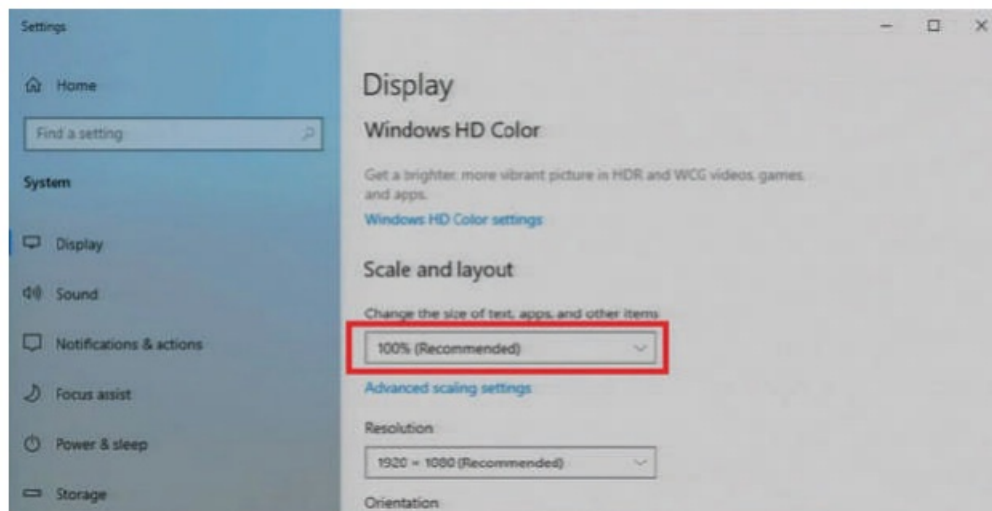 Settings
Home
Find a setting
System
Display
Sound
Notifications & actions
Focus assist
Power & sleep
Storage
Display
Windows HD Color
Get a brighter, more vibrant picture in HDR and WCG videos, games,
and apps.
Windows HD Color settings
Scale and layout
Change the size of text, apps, and other items
100% (Recommended)
Advanced scaling settings
Resolution
1920 × 1080 (Recommended)
Orientation